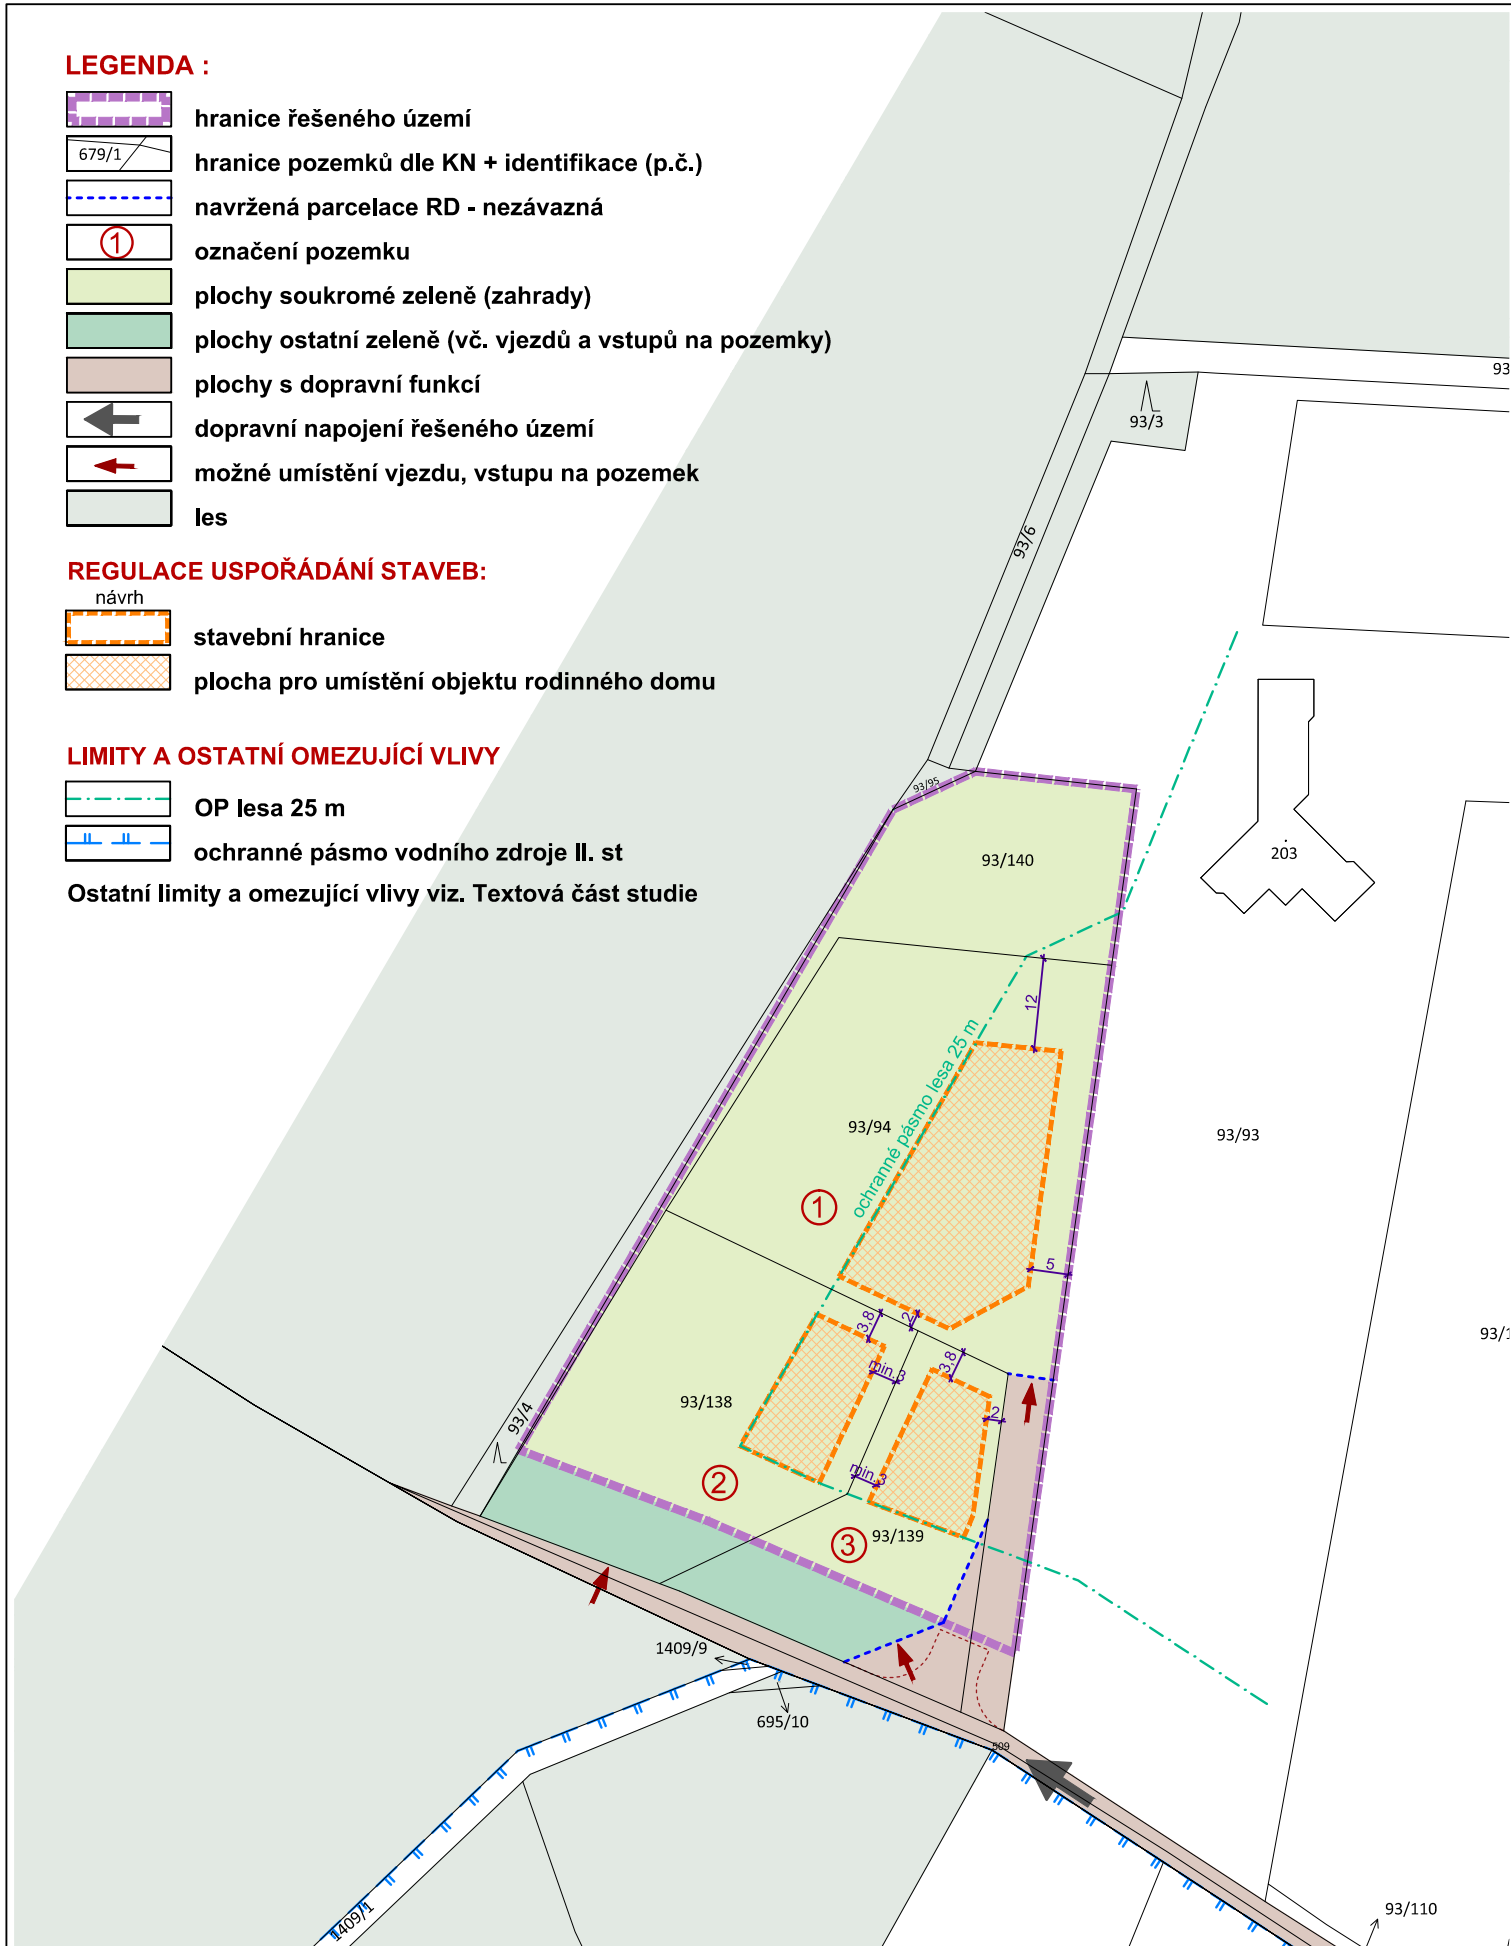 LEGENDA :
hranice řešeného území
679/1
hranice pozemků dle KN + identifikace (p.č.)
navržená parcelace RD - nezávazná
1
označení pozemku
plochy soukromé zeleně (zahrady)
plochy ostatní zeleně (vč. vjezdů a vstupů na pozemky)
plochy s dopravní funkcí
dopravní napojení řešeného území
možné umístění vjezdu, vstupu na pozemek
les
REGULACE USPOŘÁDÁNÍ STAVEB:
návrh
stavební hranice
plocha pro umístění objektu rodinného domu
LIMITY A OSTATNÍ OMEZUJÍCÍ VLIVY
OP lesa 25 m
ochranné pásmo vodního zdroje II. st
Ostatní limity a omezující vlivy viz. Textová část studie
93
93/3
93/6
93/95
93/140
203
12
ochranné pásmo lesa 25 m
93/94
93/93
1
5
3,8
2
93/1
min.3
3,8
93/138
2
93/4
min.3
2
93/139
3
1409/9
695/10
509
93/110
1409/1